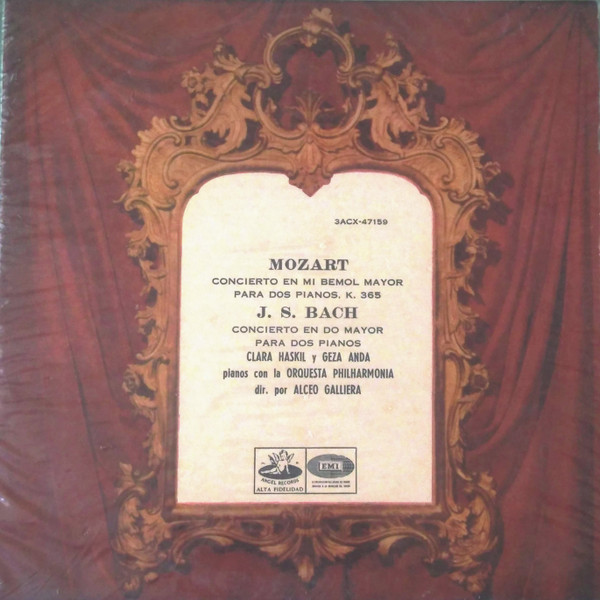 3ACX-47159
MOZART
CONCIERTO EN MI BEMOL MAYOR
PARA DOS PIANOS, K. 365
J. S. BACH
CONCIERTO EN DO MAYOR
PARA DOS PIANOS
CLARA HASKIL y GEZA ANDA
pianos con la ORQUESTA PHILHARMONIA
dir. por ALCEO GALLIERA
ANGEL RECORDS
ALTA FIDELIDAD
EMI